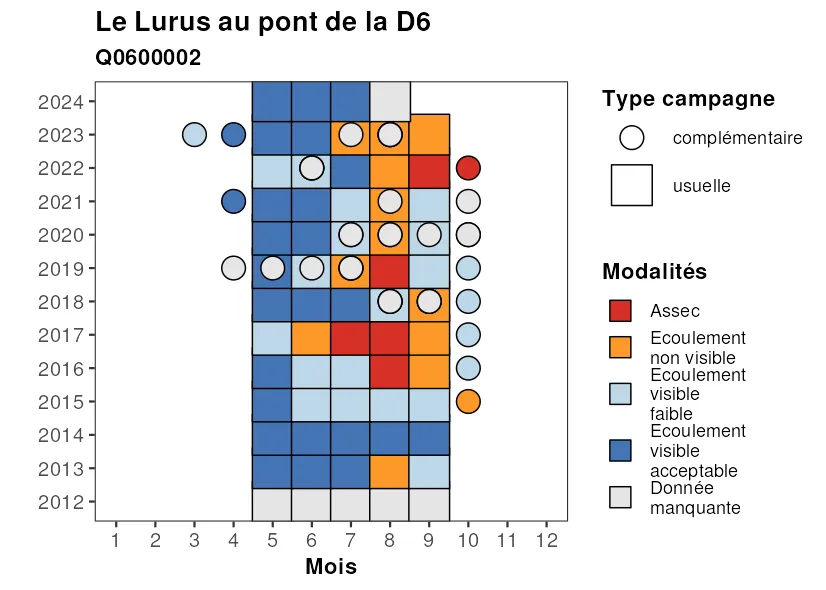 Le Lurus au pont de la D6
Q0600002
2024
2023
2022
2021
2020
2019
2018
2017
2016
2015
2014
2013
2012
1 2 3 4 5 6 7 8 9 10 11 12
Mois
Type campagne
complémentaire
usuelle
Modalités
Assec
Ecoulement
non visible
Ecoulement
visible
faible
Ecoulement
visible
acceptable
Donnée
manquante